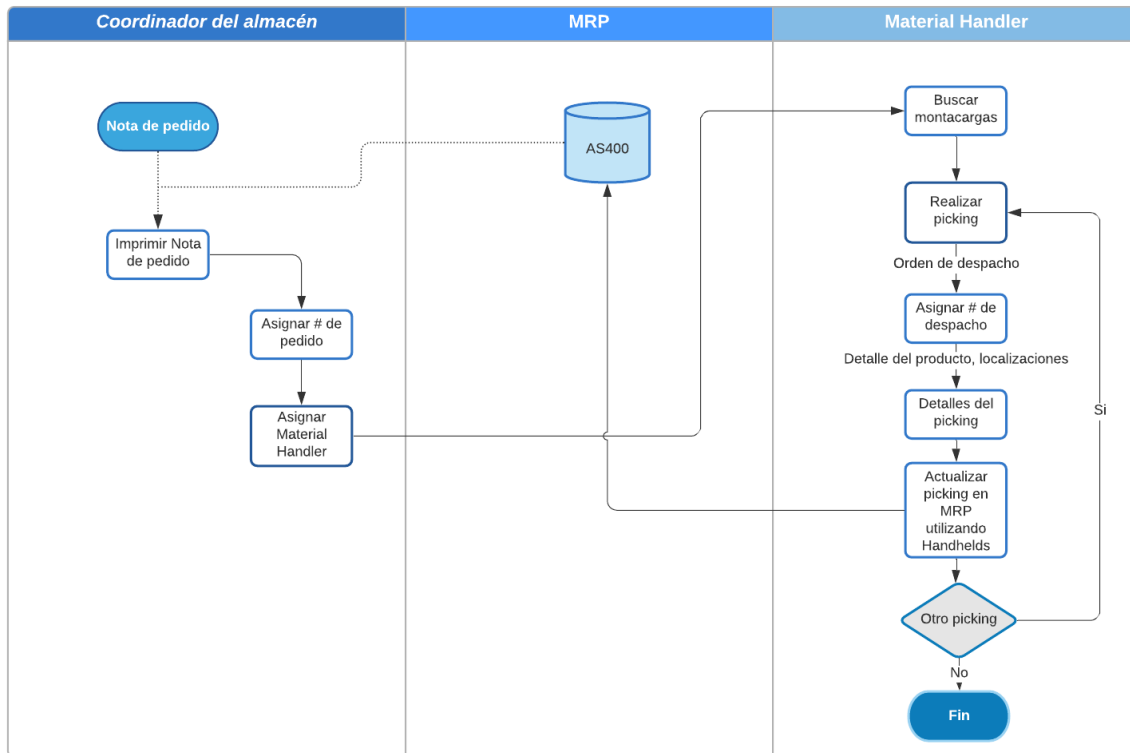 Coordinador del almacén
MRP
Material Handler
Nota de pedido
Imprimir Nota
de pedido
Asignar # de
pedido
Asignar
Material
Handler
AS400
Buscar
montacargas
Realizar
picking
Orden de despacho
Asignar # de
despacho
Detalle del producto, localizaciones
Detalles del
picking
Actualizar
picking en
MRP
utilizando
Handhelds
Otro picking
Si
No
Fin